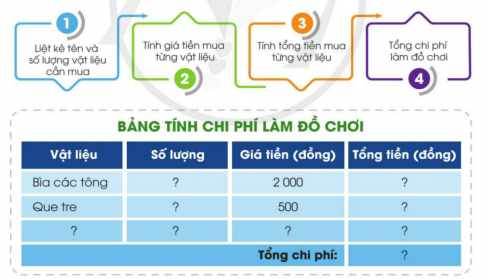 1
Liệt kê tên và
số lượng vật liệu
cần mua
Tính giá tiền mua
từng vật liệu
2
3
Tính tổng tiền mua
từng vật liệu
Tổng chi phí
làm đồ chơi
4
BẢNG TÍNH CHI PHÍ LÀM ĐỒ CHƠI
Vật liệu Số lượng Giá tiền (đồng) Tổng tiền (đồng)
Bìa các tông ? 2 000 ?
Que tre ? 500 ?
? ? ? ?
Tổng chi phí: ?